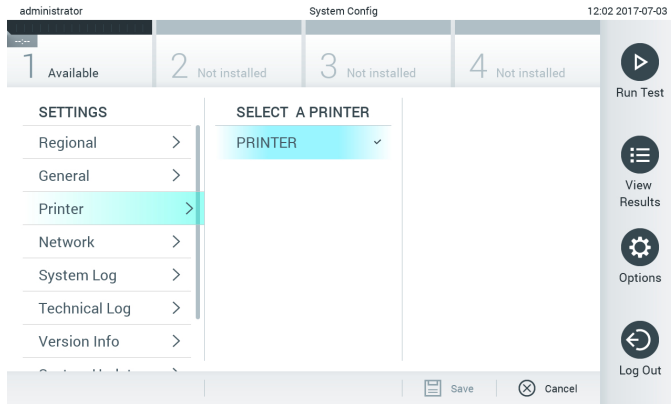 administrator
System Config
12:02 2017-07-03
--:--
1 Available
2 Not installed
3 Not installed
4 Not installed
Run Test
View
Results
Options
Log Out
SETTINGS
Regional
General
Printer
Network
System Log
Technical Log
Version Info
SELECT A PRINTER
PRINTER
Save
Cancel